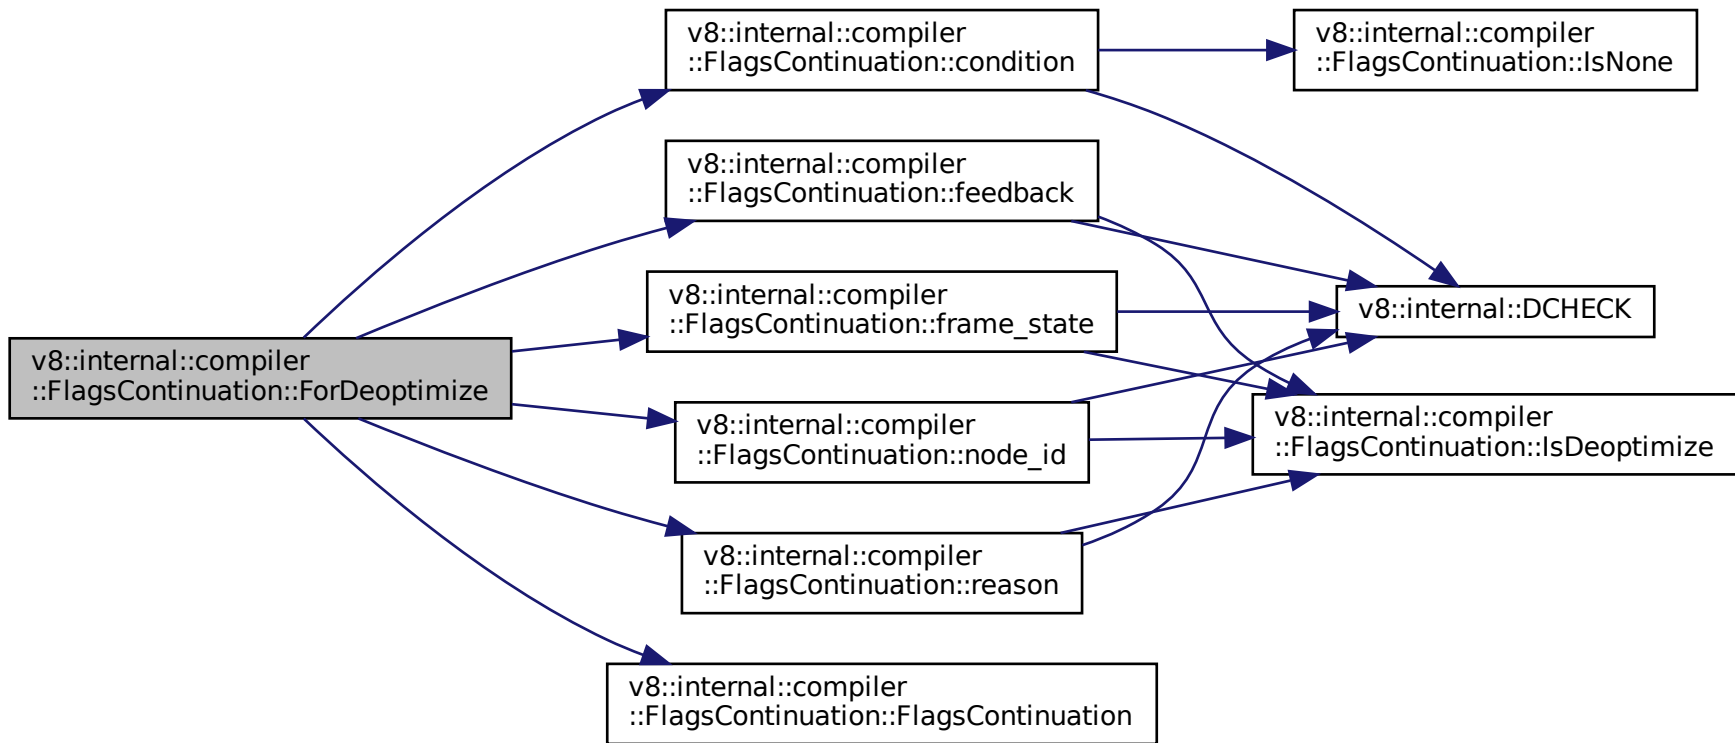 v8::internal::compiler
::FlagsContinuation::ForDeoptimize
v8::internal::compiler
::FlagsContinuation::condition
v8::internal::compiler
::FlagsContinuation::feedback
v8::internal::compiler
::FlagsContinuation::frame_state
v8::internal::compiler
::FlagsContinuation::node_id
v8::internal::compiler
::FlagsContinuation::reason
v8::internal::compiler
::FlagsContinuation::FlagsContinuation
v8::internal::compiler
::FlagsContinuation::IsNone
v8::internal::DCHECK
v8::internal::compiler
::FlagsContinuation::IsDeoptimize